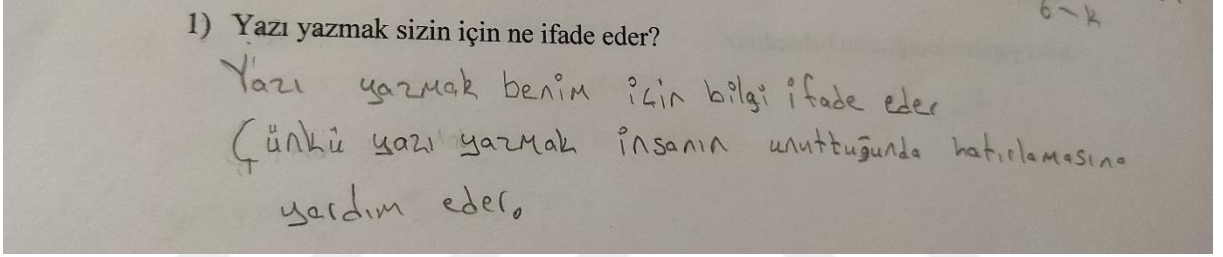 6-k
1) Yazı yazmak sizin için ne ifade eder?
Yazı yazmak benim için bilgi ifade eder
Çünkü yazı yazmak insanın unuttuğunda hatırlamasına
yardım eder.